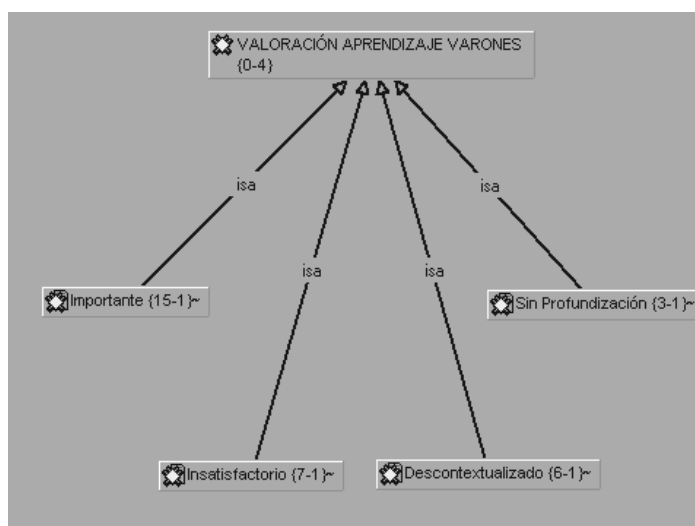 VALORACIÓN APRENDIZAJE VARONES
{0-4}
isa
isa
isa
isa
Importante {15-1}~
Sin Profundización {3-1}~
Insatisfactorio {7-1}~
Descontextualizado {6-1}~